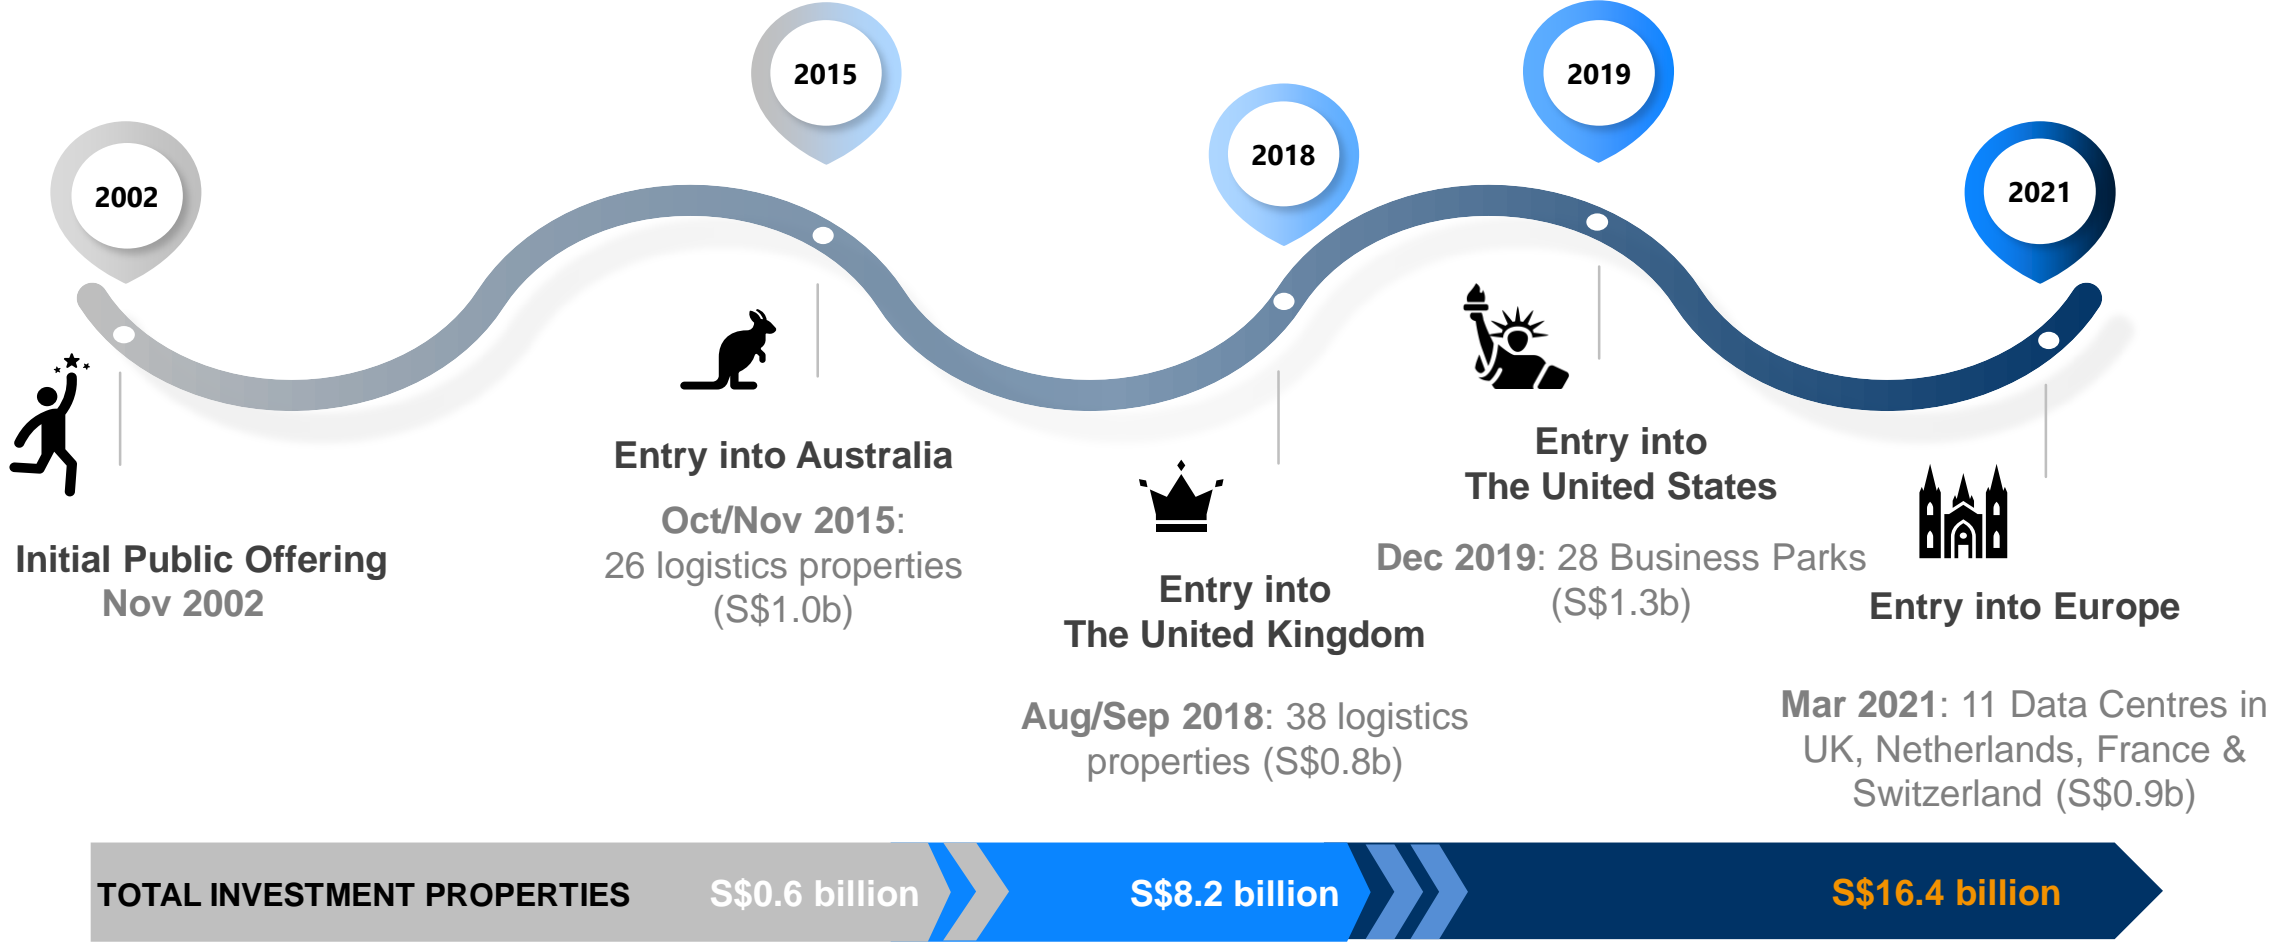 2002
2015
2018
2019
2021
Initial Public Offering
Nov 2002
Entry into Australia
Oct/Nov 2015:
26 logistics properties
(S$1.0b)
Entry into
The United Kingdom
Aug/Sep 2018: 38 logistics
properties (S$0.8b)
Entry into
The United States
Dec 2019: 28 Business Parks
(S$1.3b)
Entry into Europe
Mar 2021: 11 Data Centres in
UK, Netherlands, France &
Switzerland (S$0.9b)
TOTAL INVESTMENT PROPERTIES S$0.6 billion S$8.2 billion S$16.4 billion